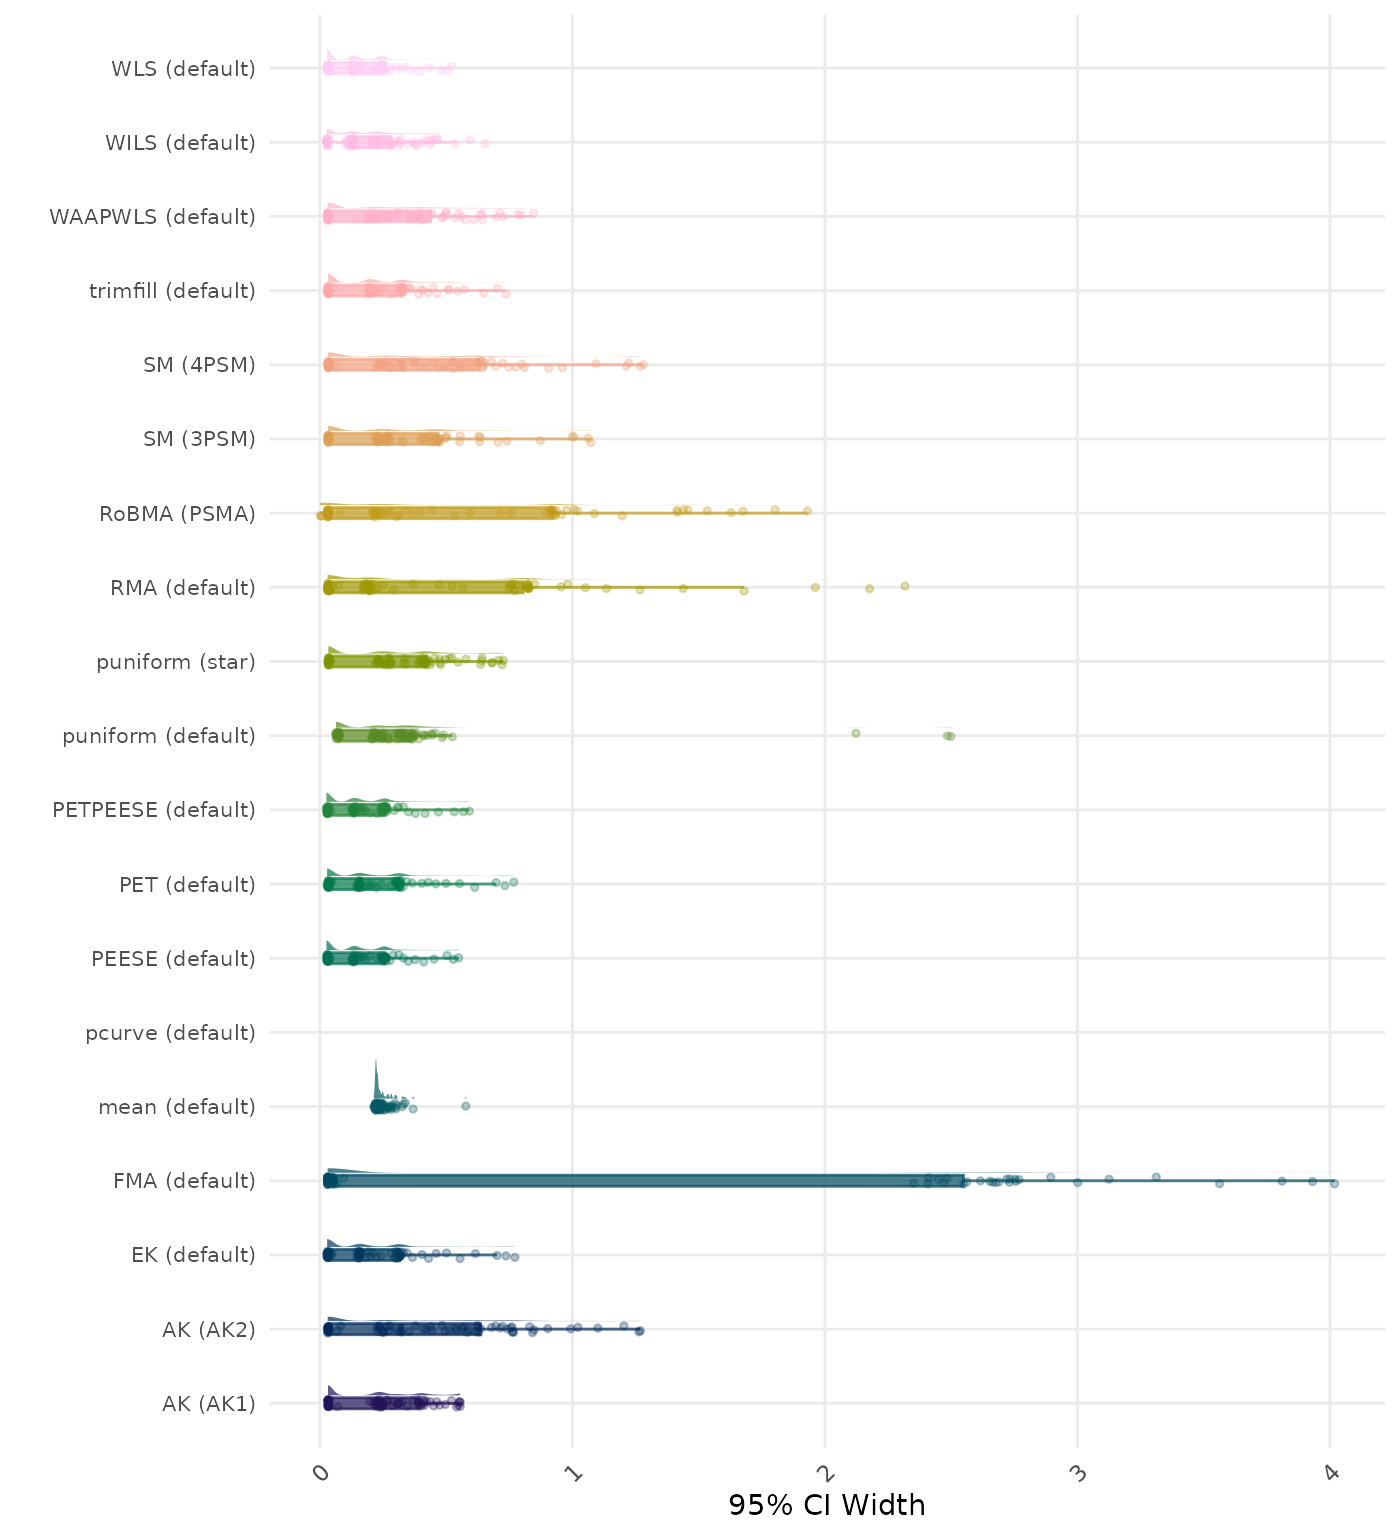 WLS (default)
WILS (default)
WAAPWLS (default)
trimfill (default)
SM (4PSM)
SM (3PSM)
RoBMA (PSMA)
RMA (default)
puniform (star)
puniform (default)
PETPEESE (default)
PET (default)
PEESE (default)
pcurve (default)
mean (default)
FMA (default)
EK (default)
AK (AK2)
AK (AK1)
0 1 2 3 4
95% CI Width